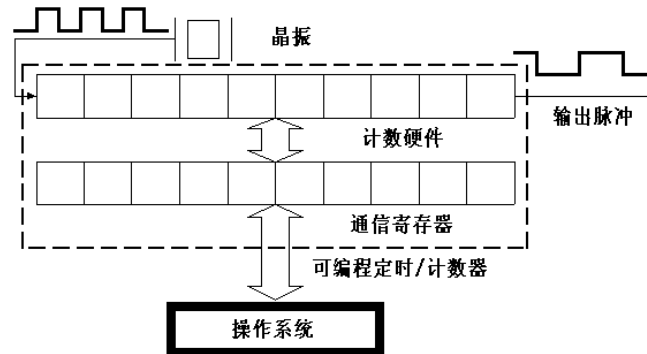 晶振
输出脉冲
计数硬件
通信寄存器
可编程定时/计数器
操作系统